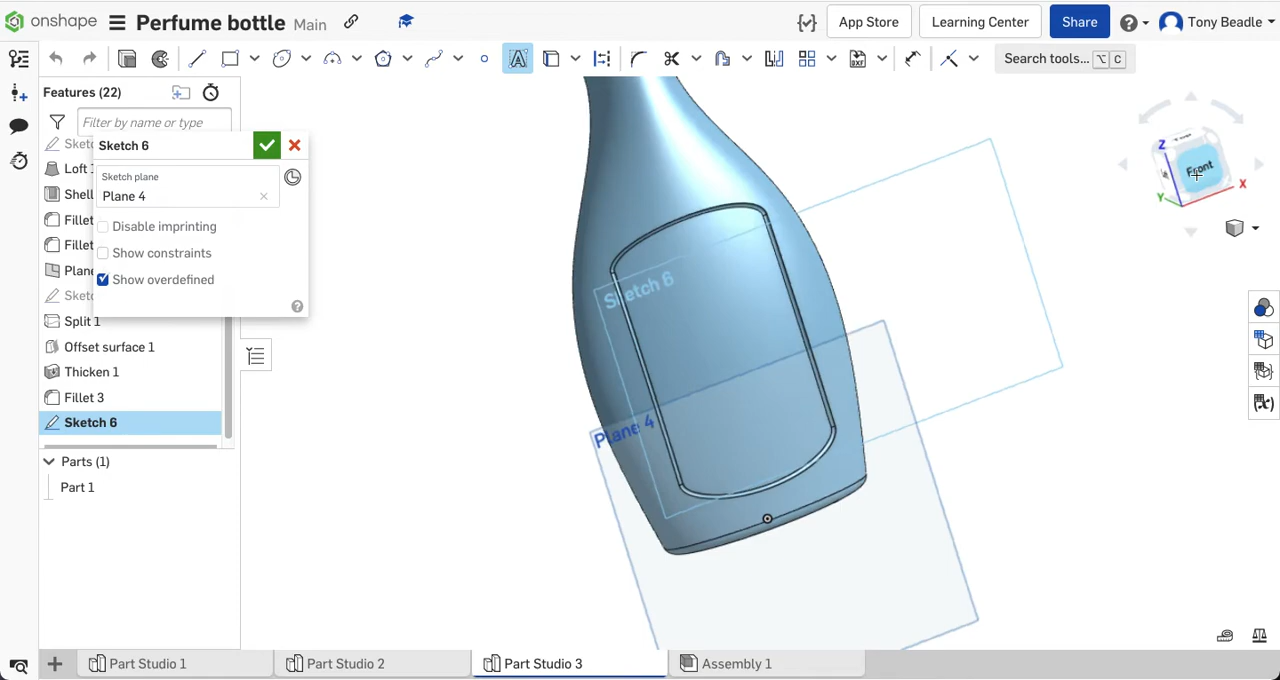 onshape
Perfume bottle Main
App Store
Learning Center
Share
Tony Beadle
Search tools... ⌥ C
Features (22)
Filter by name or type
Sketch 6
Sketch plane
Plane 4
Disable imprinting
Show constraints
Show overdefined
Loft
Shell
Fillet
Fillet
Plane
Split 1
Offset surface 1
Thicken 1
Fillet 3
Sketch 6
Parts (1)
Part 1
Sketch 6
Plane 4
Z
Front
X
Y
Part Studio 1
Part Studio 2
Part Studio 3
Assembly 1